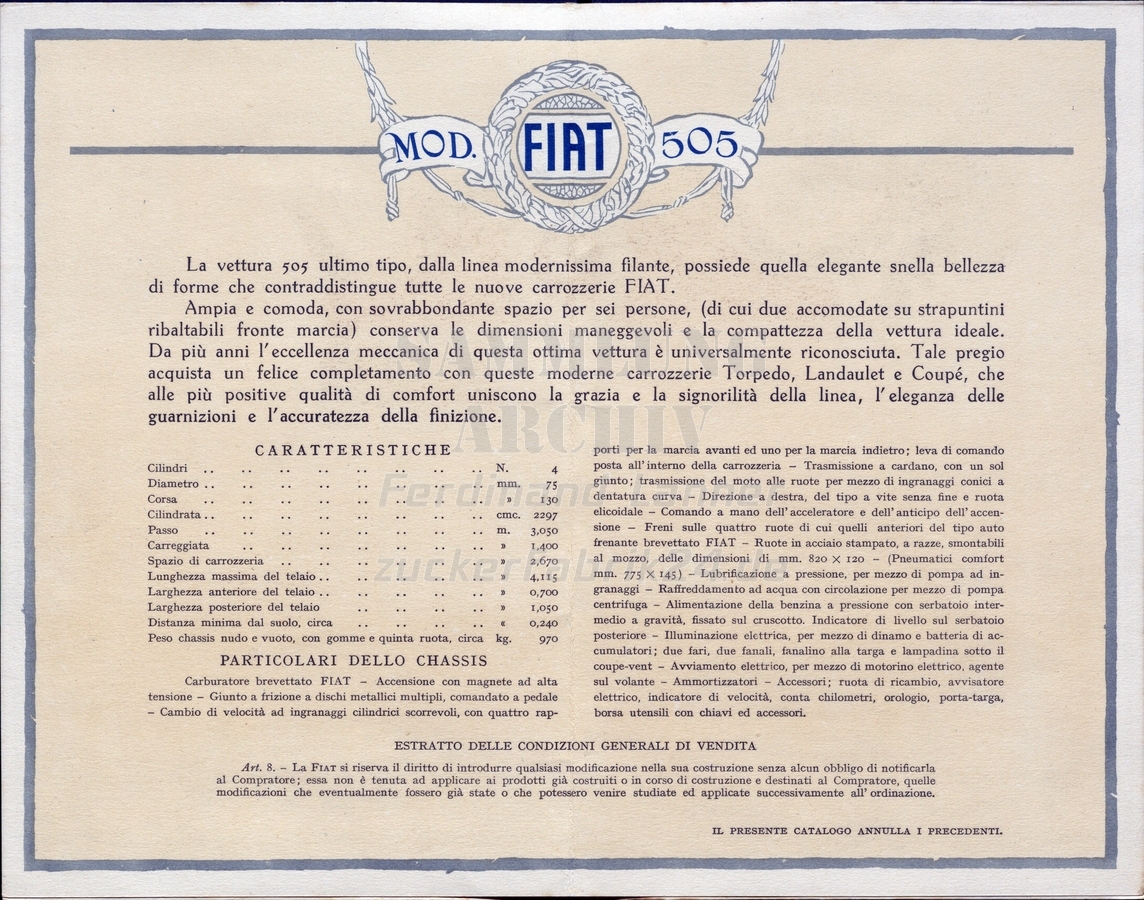 MOD. FIAT 505
La vettura 505 ultimo tipo, dalla linea modernissima filante, possiede quella elegante snella bellezza
di forme che contraddistingue tutte le nuove carrozzerie FIAT.
Ampia e comoda, con sovrabbondante spazio per sei persone, (di cui due accomodate su strapuntini
ribaltabili fronte marcia) conserva le dimensioni maneggevoli e la compattezza della vettura ideale.
Da più anni l'eccellenza meccanica di questa ottima vettura è universalmente riconosciuta. Tale pregio
acquista un felice completamento con queste moderne carrozzerie Torpedo, Landaulet e Coupé, che
alle più positive qualità di comfort uniscono la grazia e la signorilità della linea, l'eleganza delle
guarnizioni e l'accuratezza della finizione.
SAMMLUNG
ARCHIV
Ferdinand Lanner
zuckerfabrik24.de
CARATTERISTICHE
Cilindri .. .. .. .. .. .. .. .. N. 4
Diametro .. .. .. .. .. .. .. .. mm. 75
Corsa .. .. .. .. .. .. .. .. » 130
Cilindrata .. .. .. .. .. .. .. .. cmc. 2297
Passo .. .. .. .. .. .. .. .. m. 3,050
Carreggiata .. .. .. .. .. .. .. » 1,400
Spazio di carrozzeria .. .. .. .. .. .. » 2,670
Lunghezza massima del telaio .. .. .. .. .. » 4,115
Larghezza anteriore del telaio .. .. .. .. .. » 0,700
Larghezza posteriore del telaio .. .. .. .. » 1,050
Distanza minima dal suolo, circa .. .. .. .. « 0,240
Peso chassis nudo e vuoto, con gomme e quinta ruota, circa kg. 970
PARTICOLARI DELLO CHASSIS
Carburatore brevettato FIAT – Accensione con magnete ad alta
tensione – Giunto a frizione a dischi metallici multipli, comandato a pedale
– Cambio di velocità ad ingranaggi cilindrici scorrevoli, con quattro rap-
porti per la marcia avanti ed uno per la marcia indietro; leva di comando
posta all'interno della carrozzeria – Trasmissione a cardano, con un sol
giunto; trasmissione del moto alle ruote per mezzo di ingranaggi conici a
dentatura curva – Direzione a destra, del tipo a vite senza fine e ruota
elicoidale – Comando a mano dell'acceleratore e dell'anticipo dell'accen-
sione – Freni sulle quattro ruote di cui quelli anteriori del tipo auto
frenante brevettato FIAT – Ruote in acciaio stampato, a razze, smontabili
al mozzo, delle dimensioni di mm. 820 × 120 – (Pneumatici comfort
mm. 775 × 145) – Lubrificazione a pressione, per mezzo di pompa ad in-
granaggi – Raffreddamento ad acqua con circolazione per mezzo di pompa
centrifuga – Alimentazione della benzina a pressione con serbatoio inter-
medio a gravità, fissato sul cruscotto. Indicatore di livello sul serbatoio
posteriore – Illuminazione elettrica, per mezzo di dinamo e batteria di ac-
cumulatori; due fari, due fanali, fanalino alla targa e lampadina sotto il
coupe-vent – Avviamento elettrico, per mezzo di motorino elettrico, agente
sul volante – Ammortizzatori – Accessori; ruota di ricambio, avvisatore
elettrico, indicatore di velocità, conta chilometri, orologio, porta-targa,
borsa utensili con chiavi ed accessori.
ESTRATTO DELLE CONDIZIONI GENERALI DI VENDITA
Art. 8. – La FIAT si riserva il diritto di introdurre qualsiasi modificazione nella sua costruzione senza alcun obbligo di notificarla
al Compratore; essa non è tenuta ad applicare ai prodotti già costruiti o in corso di costruzione e destinati al Compratore, quelle
modificazioni che eventualmente fossero già state o che potessero venire studiate ed applicate successivamente all'ordinazione.
IL PRESENTE CATALOGO ANNULLA I PRECEDENTI.